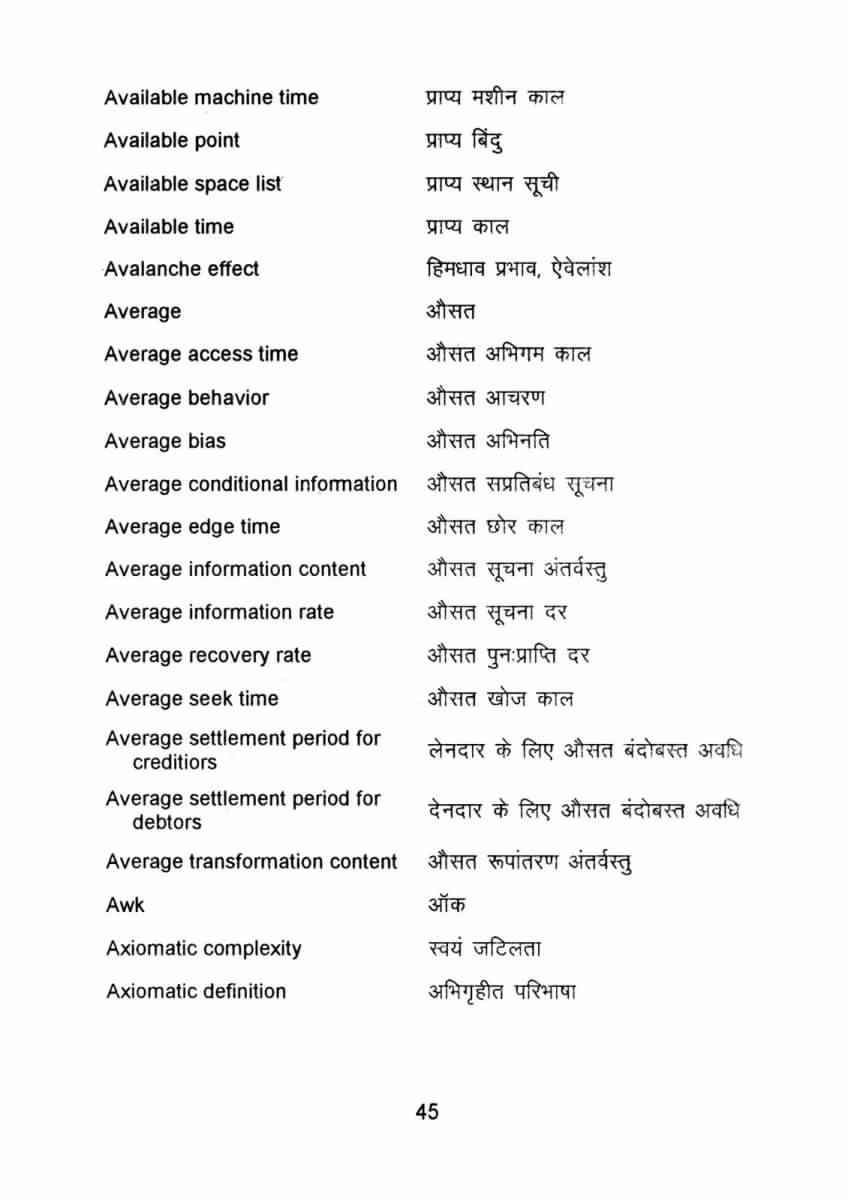 Available machine time प्राप्य मशीन काल
Available point प्राप्य बिंदु
Available space list प्राप्य स्थान सूची
Available time प्राप्य काल
Avalanche effect हिमधाव प्रभाव, ऐवेलांश
Average औसत
Average access time औसत अभिगम काल
Average behavior औसत आचरण
Average bias औसत अभिनति
Average conditional information औसत सप्रतिबंध सूचना
Average edge time औसत छोर काल
Average information content औसत सूचना अंतर्वस्तु
Average information rate औसत सूचना दर
Average recovery rate औसत पुनःप्राप्ति दर
Average seek time औसत खोज काल
Average settlement period for
creditiors लेनदार के लिए औसत बंदोबस्त अवधि
Average settlement period for
debtors देनदार के लिए औसत बंदोबस्त अवधि
Average transformation content औसत रूपांतरण अंतर्वस्तु
Awk ऑक
Axiomatic complexity स्वयं जटिलता
Axiomatic definition अभिगृहीत परिभाषा
45